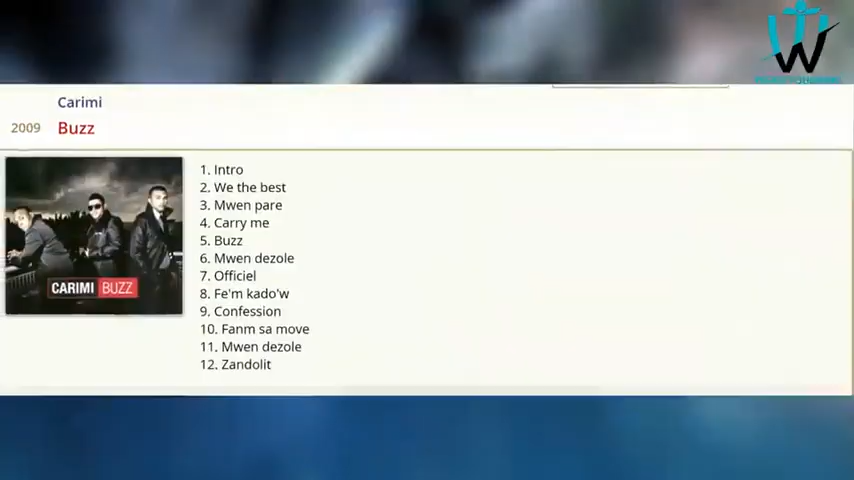 Carimi
2009 Buzz
1. Intro
2. We the best
3. Mwen pare
4. Carry me
5. Buzz
6. Mwen dezole
7. Officiel
8. Fe'm kado'w
9. Confession
10. Fanm sa move
11. Mwen dezole
12. Zandolit
CARIMI BUZZ
W